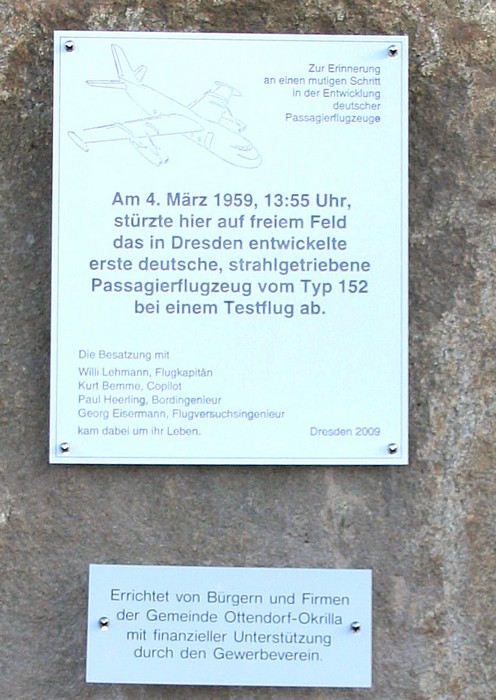 Zur Erinnerung
an einen mutigen Schritt
in der Entwicklung
deutscher
Passagierflugzeuge
Am 4. März 1959, 13:55 Uhr,
stürzte hier auf freiem Feld
das in Dresden entwickelte
erste deutsche, strahlgetriebene
Passagierflugzeug vom Typ 152
bei einem Testflug ab.
Die Besatzung mit
Willi Lehmann, Flugkapitän
Kurt Bemme, Copilot
Paul Heerling, Bordingenieur
Georg Eisermann, Flugversuchsingenieur
kam dabei um ihr Leben. Dresden 2009
Errichtet von Bürgern und Firmen
der Gemeinde Ottendorf-Okrilla
mit finanzieller Unterstützung
durch den Gewerbeverein.